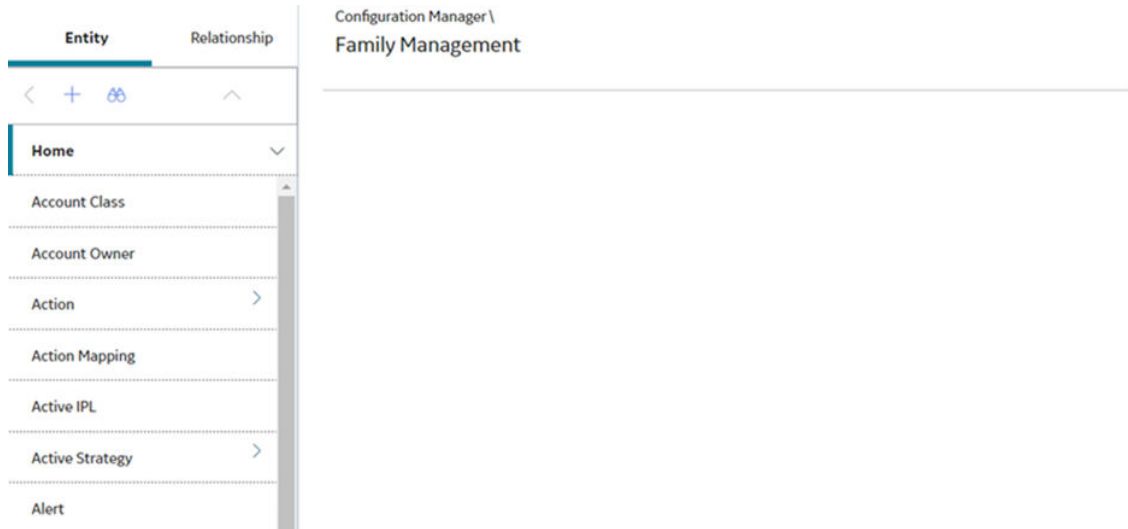 Entity Relationship
Home
Account Class
Account Owner
Action
Action Mapping
Active IPL
Active Strategy
Alert
Configuration Manager\
Family Management